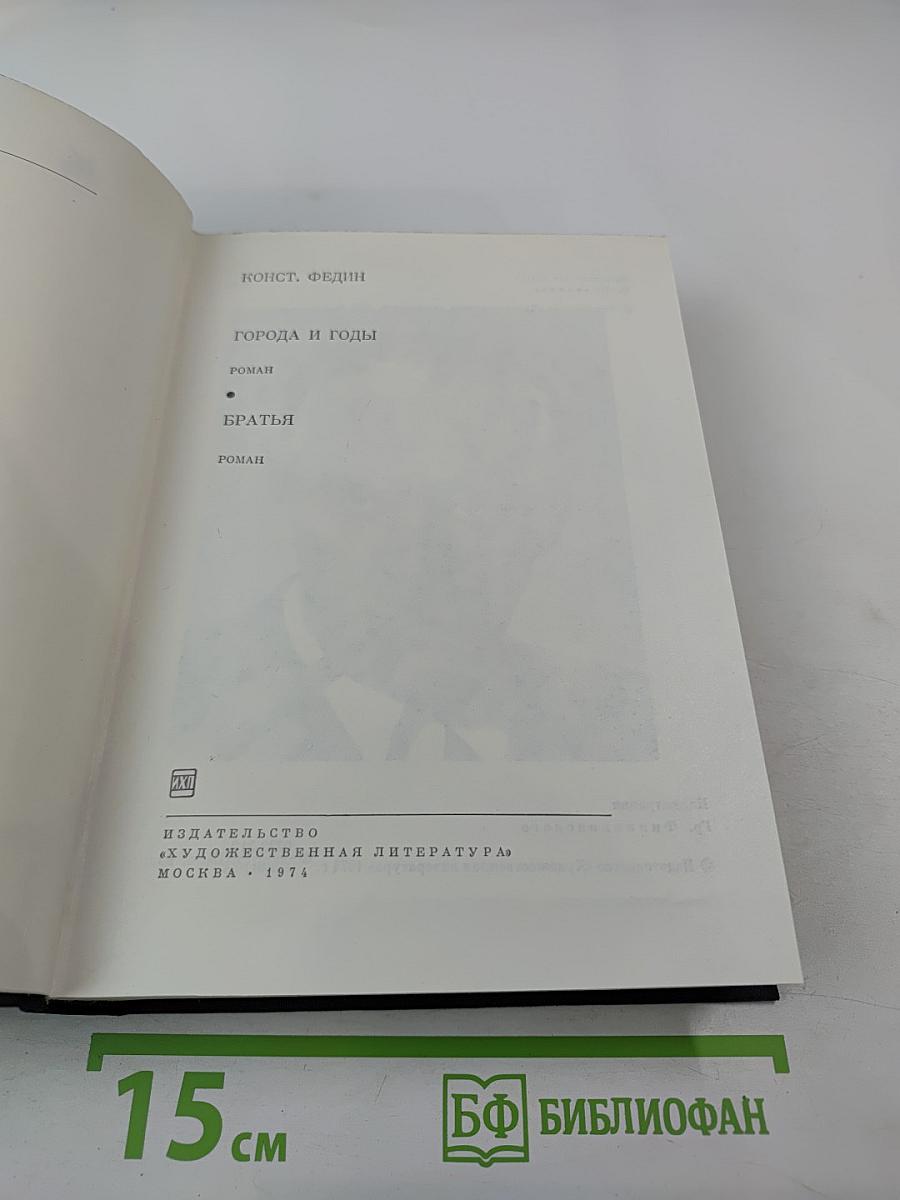 КОНСТ. ФЕДИН
ГОРОДА И ГОДЫ
РОМАН
БРАТЬЯ
РОМАН
ИЗДАТЕЛЬСТВО
«ХУДОЖЕСТВЕННАЯ ЛИТЕРАТУРА»
МОСКВА • 1974
15 см
БФ БИБЛИОФАН